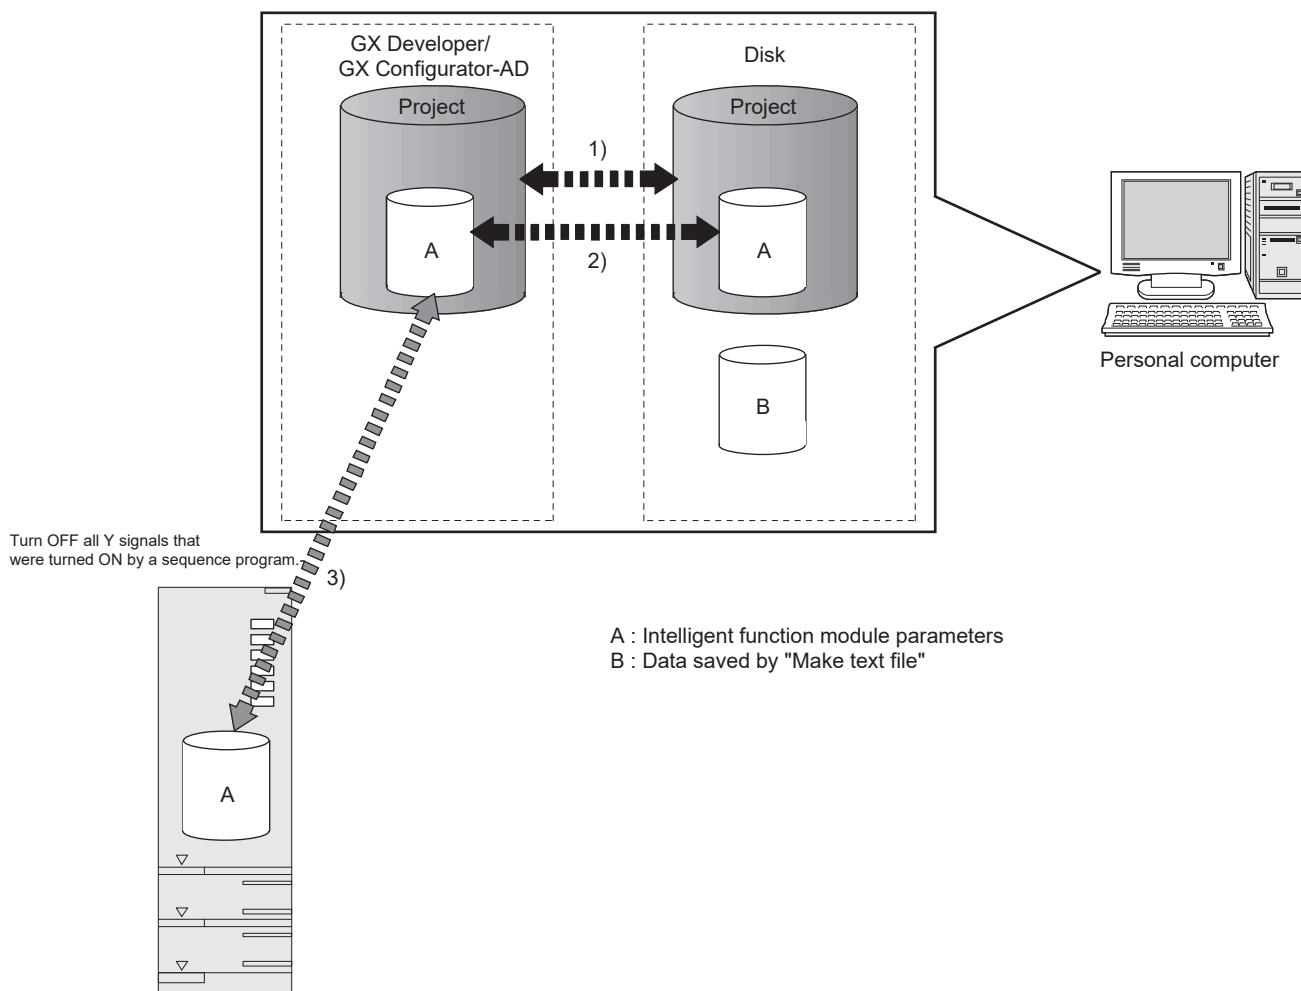 GX Developer/
GX Configurator-AD
Disk
Project
Project
1)
A
A
2)
B
Personal computer
Turn OFF all Y signals that
were turned ON by a sequence program.
3)
A : Intelligent function module parameters
B : Data saved by "Make text file"
A